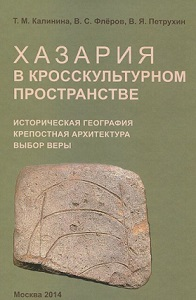 Т. М. Калинина, В. С. Флёров, В. Я. Петрухин
ХАЗАРИЯ
В КРОССКУЛЬТУРНОМ
ПРОСТРАНСТВЕ
ИСТОРИЧЕСКАЯ ГЕОГРАФИЯ
КРЕПОСТНАЯ АРХИТЕКТУРА
ВЫБОР ВЕРЫ
Москва 2014